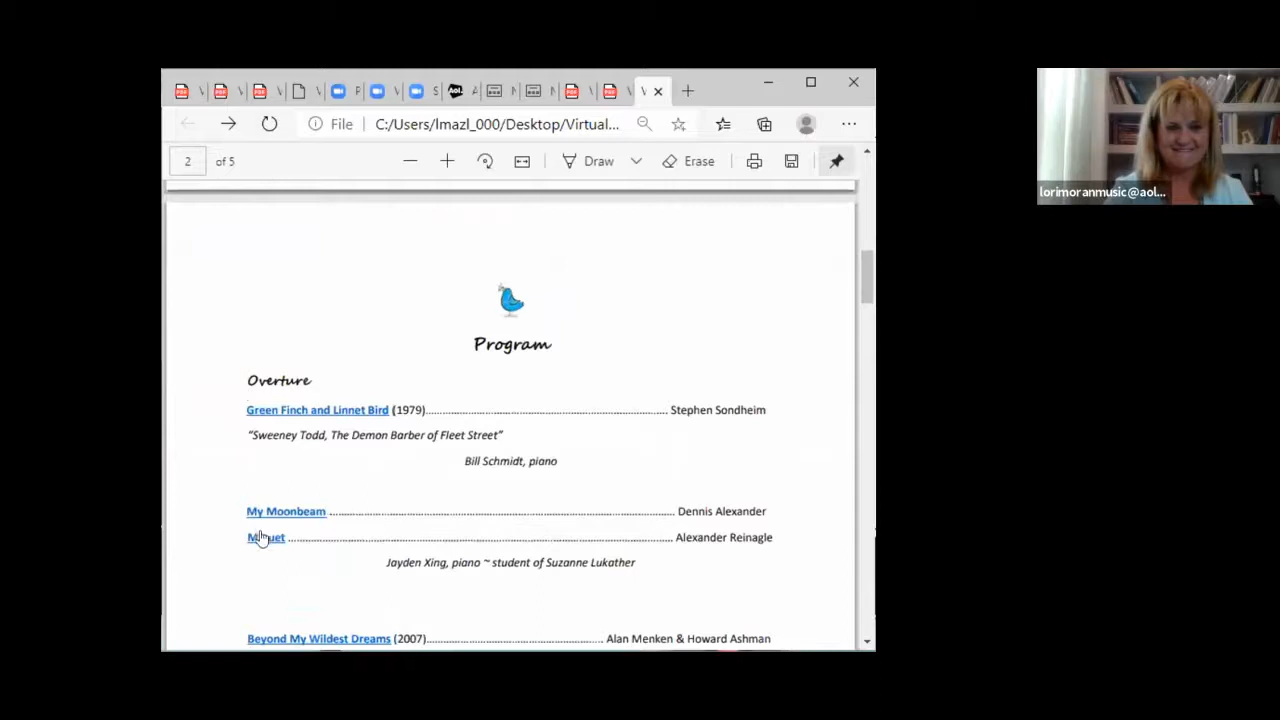 File C:/Users/lmazl_000/Desktop/Virtual...
2 of 5 Draw Erase
lorimoranmusic@aol...
Program
Overture
Green Finch and Linnet Bird (1979)........................................ Stephen Sondheim
“Sweeney Todd, The Demon Barber of Fleet Street”
Bill Schmidt, piano
My Moonbeam ........................................ Dennis Alexander
........................................ Alexander Reinagle
Jayden Xing, piano ~ student of Suzanne Lukather
Beyond My Wildest Dreams (2007)........................................ Alan Menken & Howard Ashman